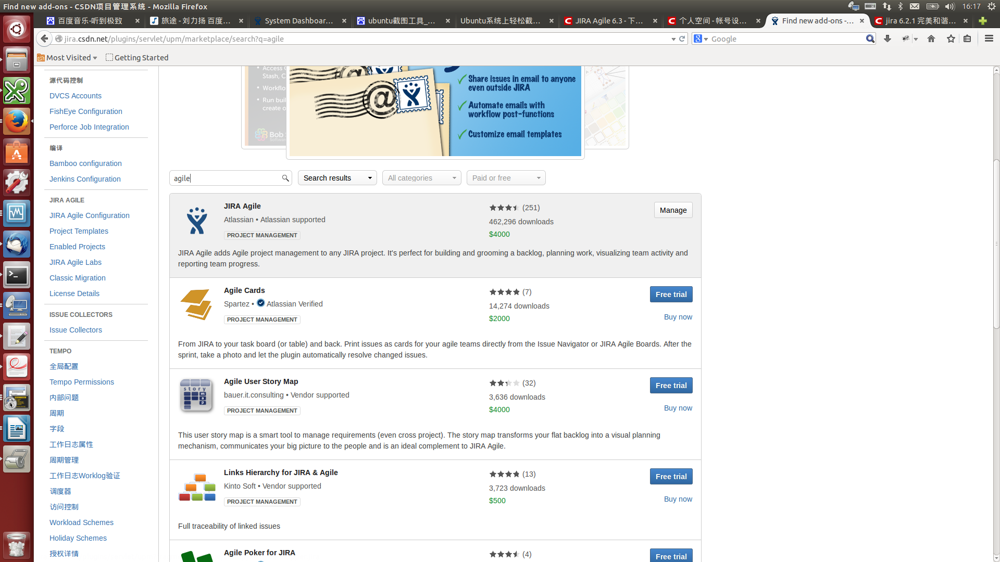 Find new add-ons - CSDN项目管理系统 - Mozilla Firefox
16:17
百度音乐-听到极致
旅途 - 刘力扬 百度...
System Dashboar...
ubuntu截图工具_...
Ubuntu系统上轻松截...
JIRA Agile 6.3 - 下...
个人空间 - 帐号设...
Find new add-ons -...
jira 6.2.1 完美和谐...
jira.csdn.net/plugins/servlet/upm/marketplace/search?q=agile
Google
Most Visited
Getting Started
源代码控制
DVCS Accounts
FishEye Configuration
Perforce Job Integration
编译
Bamboo configuration
Jenkins Configuration
JIRA AGILE
JIRA Agile Configuration
Project Templates
Enabled Projects
JIRA Agile Labs
Classic Migration
License Details
ISSUE COLLECTORS
Issue Collectors
TEMPO
全局配置
Tempo Permissions
内部问题
周期
字段
工作日志属性
周期管理
工作日志Worklog验证
调度器
访问控制
Workload Schemes
Holiday Schemes
授权详情
Access
Stash, C
Workflo
Run buil
create o
Bob
@
Share issues in email to anyone
even outside JIRA
Automate emails with
workflow post-functions
Customize email templates
agile
Search results
All categories
Paid or free
JIRA Agile
Atlassian • Atlassian supported
PROJECT MANAGEMENT
(251)
462,296 downloads
$4000
Manage
JIRA Agile adds Agile project management to any JIRA project. It's perfect for building and grooming a backlog, planning work, visualizing team activity and
reporting team progress.
Agile Cards
Spartez • Atlassian Verified
PROJECT MANAGEMENT
(7)
14,274 downloads
$2000
Free trial
Buy now
From JIRA to your task board (or table) and back. Print issues as cards for your agile teams directly from the Issue Navigator or JIRA Agile Boards. After the
sprint, take a photo and let the plugin automatically resolve changed issues.
story
map
Agile User Story Map
bauer.it.consulting • Vendor supported
PROJECT MANAGEMENT
(32)
3,636 downloads
$4000
Free trial
Buy now
This user story map is a smart tool to manage requirements (even cross project). The story map transforms your flat backlog into a visual planning
mechanism, communicates your big picture to the people and is an ideal complement to JIRA Agile.
Links Hierarchy for JIRA & Agile
Kinto Soft • Vendor supported
PROJECT MANAGEMENT
(13)
3,723 downloads
$500
Free trial
Buy now
Full traceability of linked issues
Agile Poker for JIRA
(4)
Free trial